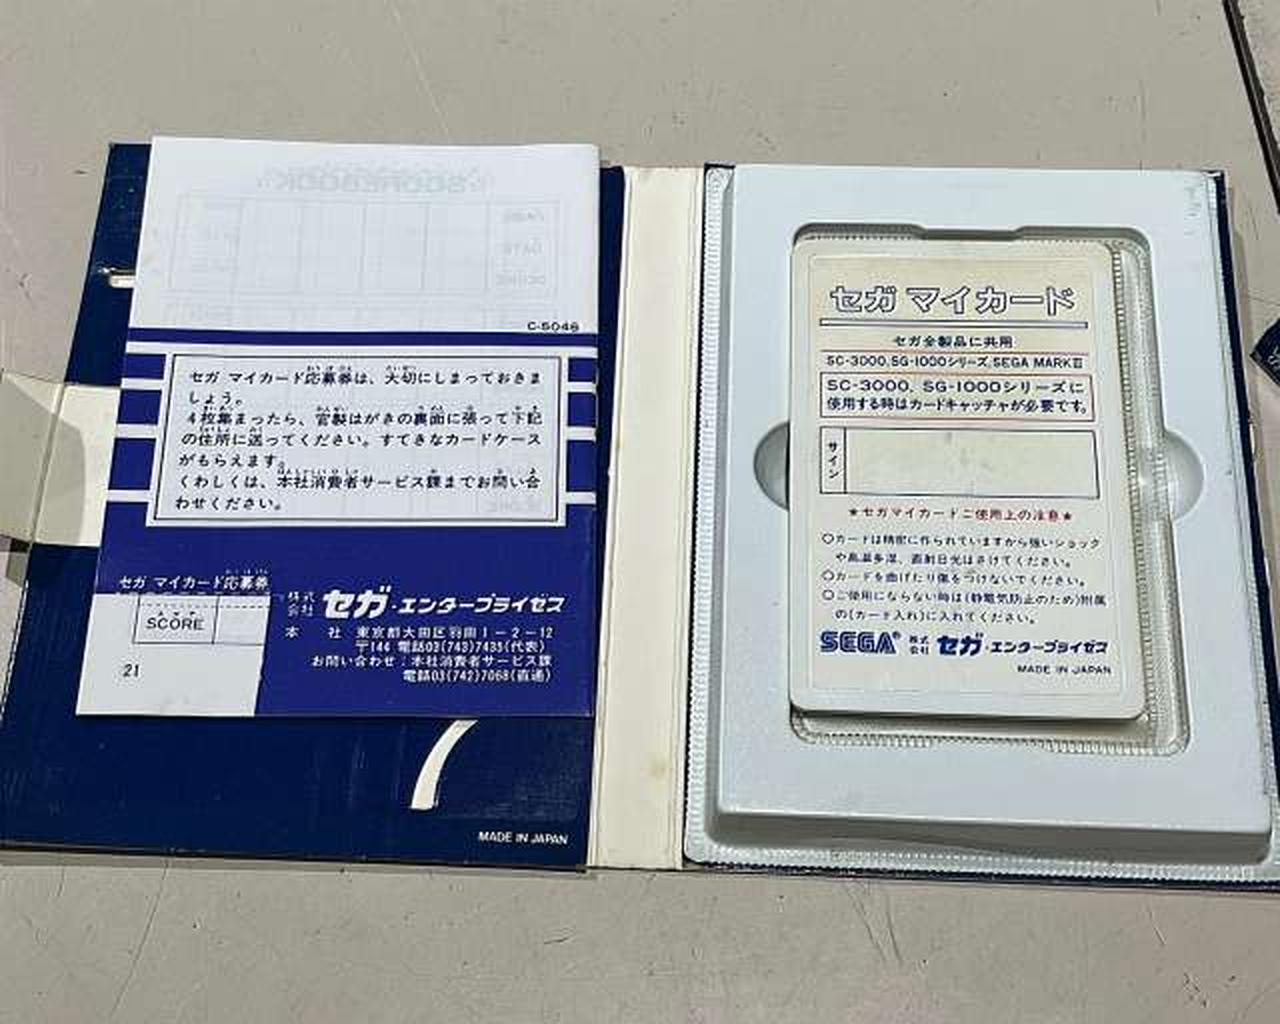 SCOREBOOK
C-5046
セガ マイカード応募券は、大切にしまっておきま
しょう。
4枚集まったら、官製はがきの裏面に張って下記
の住所に送ってください。すてきなカードケース
がもらえます。
くわしくは、本社消費者サービス課までお問い合
わせください。
セガ マイカード応募券
SCORE
21
株式会社 セガ・エンタープライゼス
本 社 東京都大田区羽田1-2-12
〒144 電話03(743)7435(代表)
お問い合わせ:本社消費者サービス課
電話03(742)7068(直通)
MADE IN JAPAN
セガ マイカード
セガ全製品に共用
SC-3000, SG-1000シリーズ, SEGA MARKⅢ
SC-3000, SG-1000シリーズに
使用する時はカードキャッチャが必要です。
サイン
★セガマイカードご使用上の注意★
○カードは精密に作られていますから強いショック
や高温多湿、直射日光はさけてください。
○カードを曲げたり傷をつけないでください。
○ご使用にならない時は(静電気防止のため)附属
の(カード入れ)に入れてください。
SEGA® 株式会社 セガ・エンタープライゼス
MADE IN JAPAN